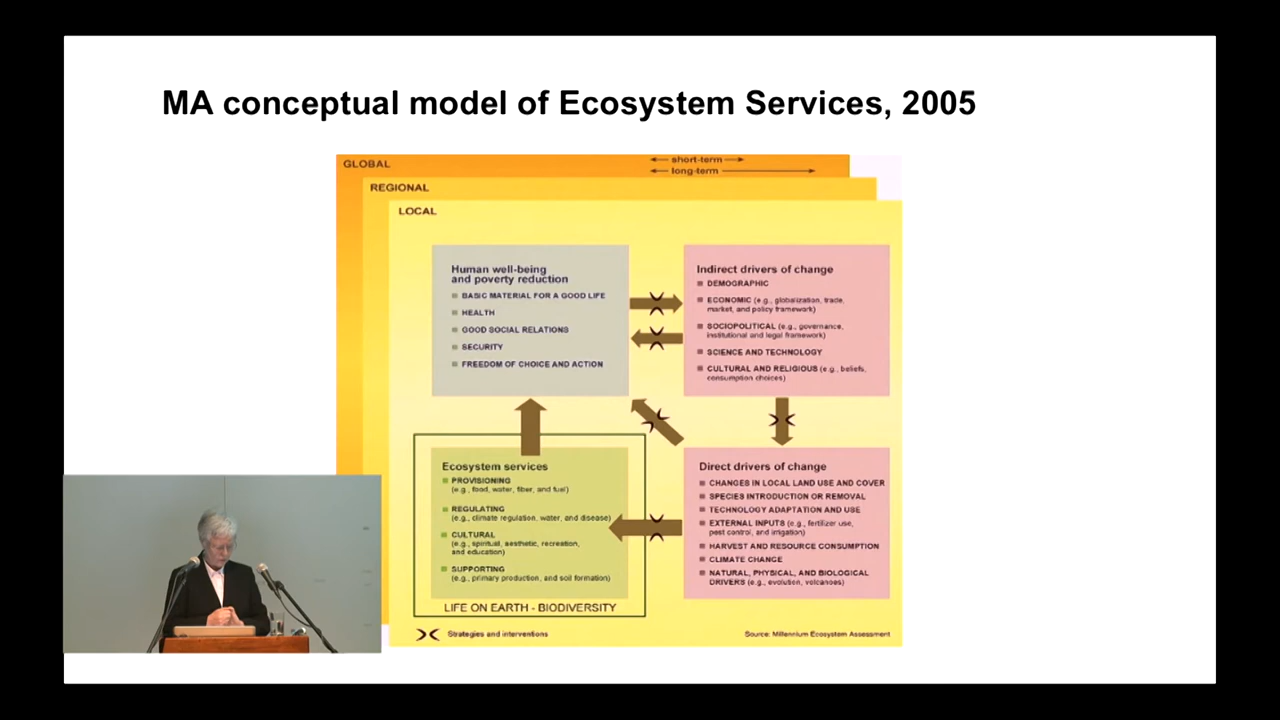 MA conceptual model of Ecosystem Services, 2005
GLOBAL
short-term
long-term
REGIONAL
LOCAL
Human well-being
and poverty reduction
BASIC MATERIAL FOR A GOOD LIFE
HEALTH
GOOD SOCIAL RELATIONS
SECURITY
FREEDOM OF CHOICE AND ACTION
Indirect drivers of change
DEMOGRAPHIC
ECONOMIC (e.g., globalization, trade,
market, and policy framework)
SOCIOPOLITICAL (e.g., governance,
institutional and legal framework)
SCIENCE AND TECHNOLOGY
CULTURAL AND RELIGIOUS (e.g., beliefs,
consumption choices)
Ecosystem services
PROVISIONING
(e.g., food, water, fiber, and fuel)
REGULATING
(e.g., climate regulation, water, and disease)
CULTURAL
(e.g., spiritual, aesthetic, recreation,
and education)
SUPPORTING
(e.g., primary production, and soil formation)
LIFE ON EARTH - BIODIVERSITY
Direct drivers of change
CHANGES IN LOCAL LAND USE AND COVER
SPECIES INTRODUCTION OR REMOVAL
TECHNOLOGY ADAPTATION AND USE
EXTERNAL INPUTS (e.g., fertilizer use,
pest control, and irrigation)
HARVEST AND RESOURCE CONSUMPTION
CLIMATE CHANGE
NATURAL, PHYSICAL, AND BIOLOGICAL
DRIVERS (e.g., evolution, volcanoes)
Strategies and interventions
Source: Millennium Ecosystem Assessment